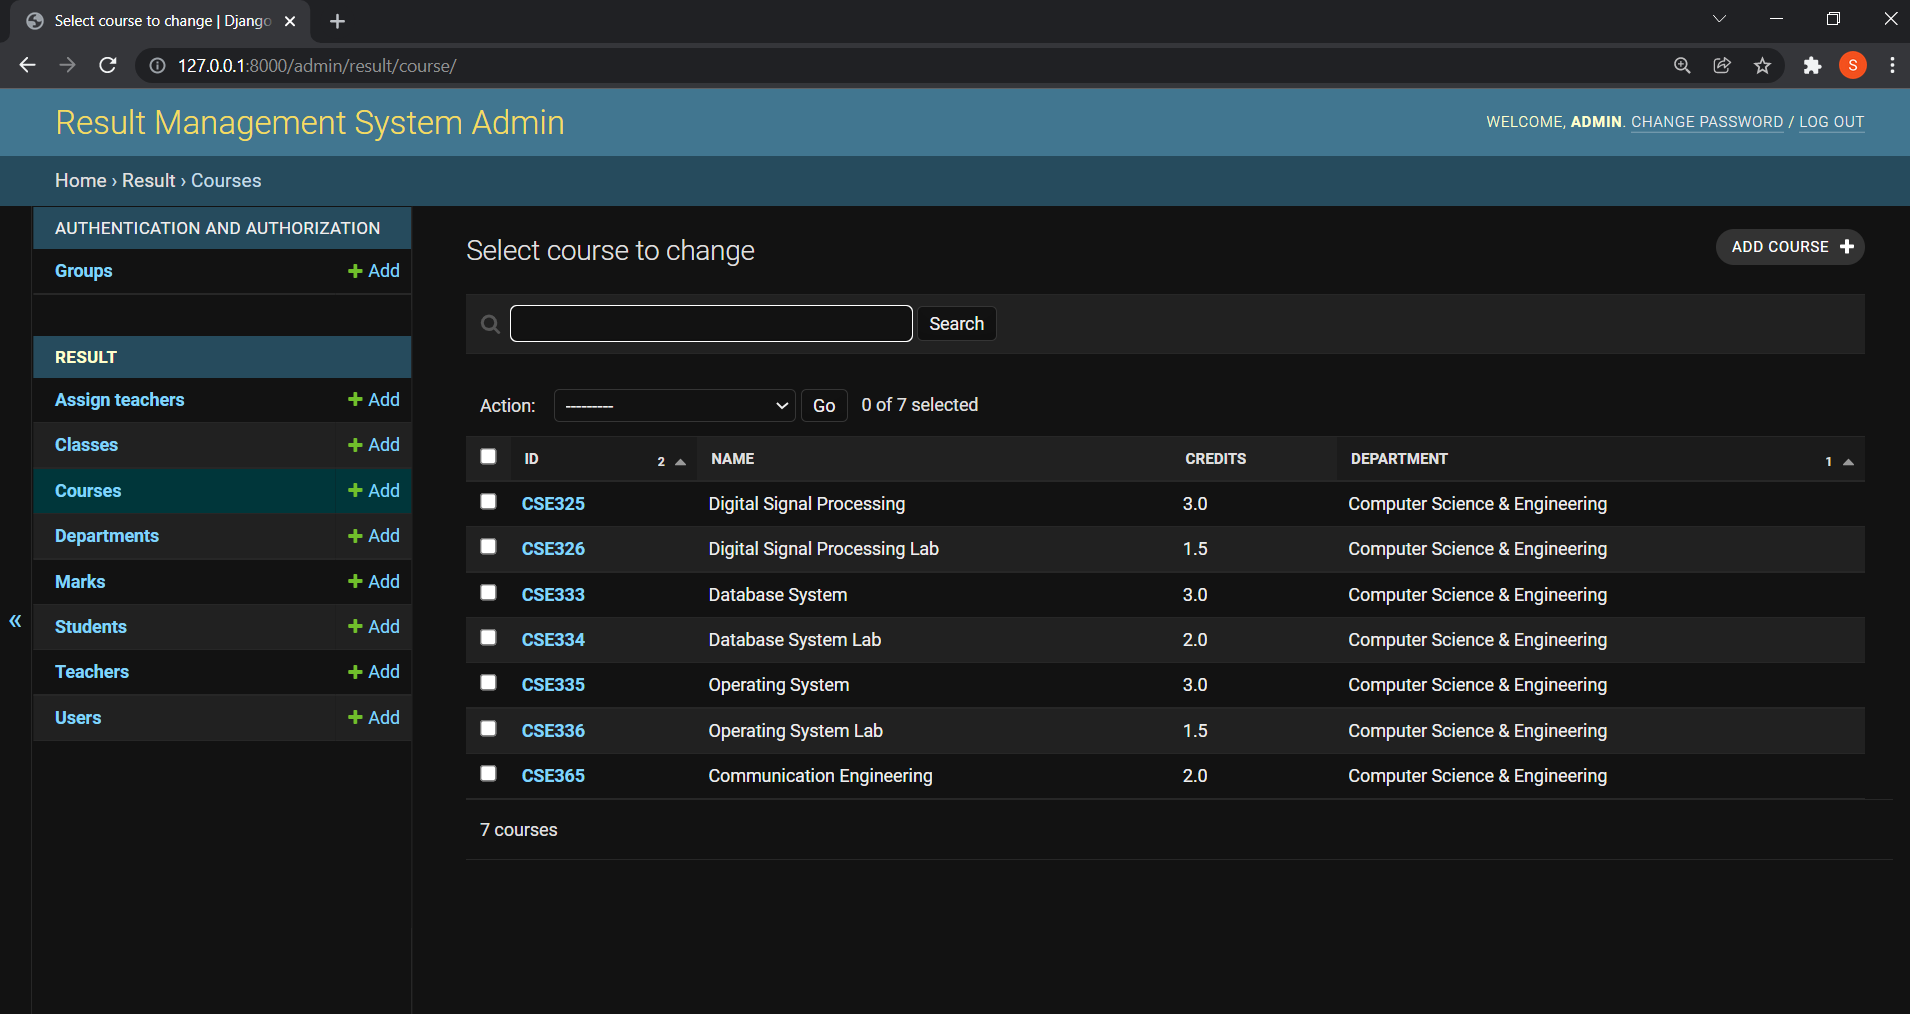 Select course to change | Django
127.0.0.1:8000/admin/result/course/
S
Result Management System Admin
WELCOME, ADMIN. CHANGE PASSWORD / LOG OUT
Home › Result › Courses
AUTHENTICATION AND AUTHORIZATION
Groups + Add
RESULT
Assign teachers + Add
Classes + Add
Courses + Add
Departments + Add
Marks + Add
Students + Add
Teachers + Add
Users + Add
«
Select course to change
ADD COURSE +
Search
Action: --------- Go 0 of 7 selected
ID 2 NAME CREDITS DEPARTMENT 1
CSE325 Digital Signal Processing 3.0 Computer Science & Engineering
CSE326 Digital Signal Processing Lab 1.5 Computer Science & Engineering
CSE333 Database System 3.0 Computer Science & Engineering
CSE334 Database System Lab 2.0 Computer Science & Engineering
CSE335 Operating System 3.0 Computer Science & Engineering
CSE336 Operating System Lab 1.5 Computer Science & Engineering
CSE365 Communication Engineering 2.0 Computer Science & Engineering
7 courses